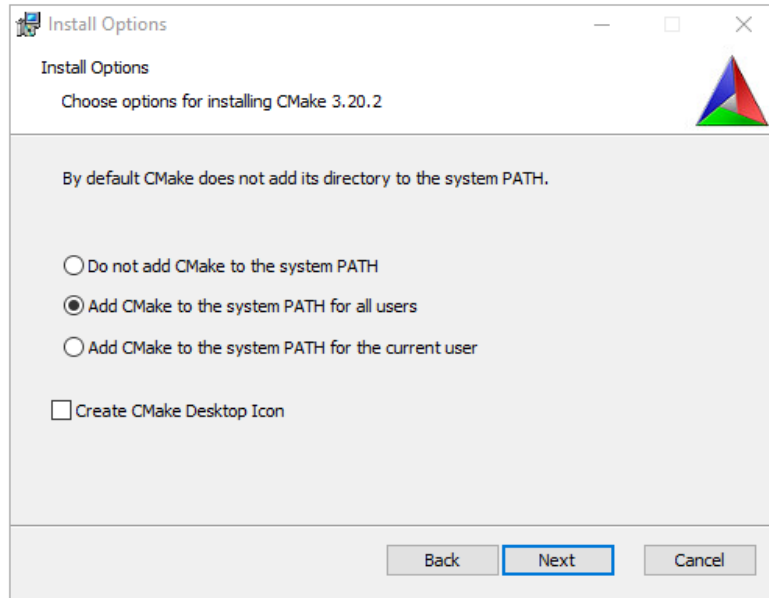 Install Options
Install Options
Choose options for installing CMake 3.20.2
By default CMake does not add its directory to the system PATH.
Do not add CMake to the system PATH
Add CMake to the system PATH for all users
Add CMake to the system PATH for the current user
Create CMake Desktop Icon
Back Next Cancel